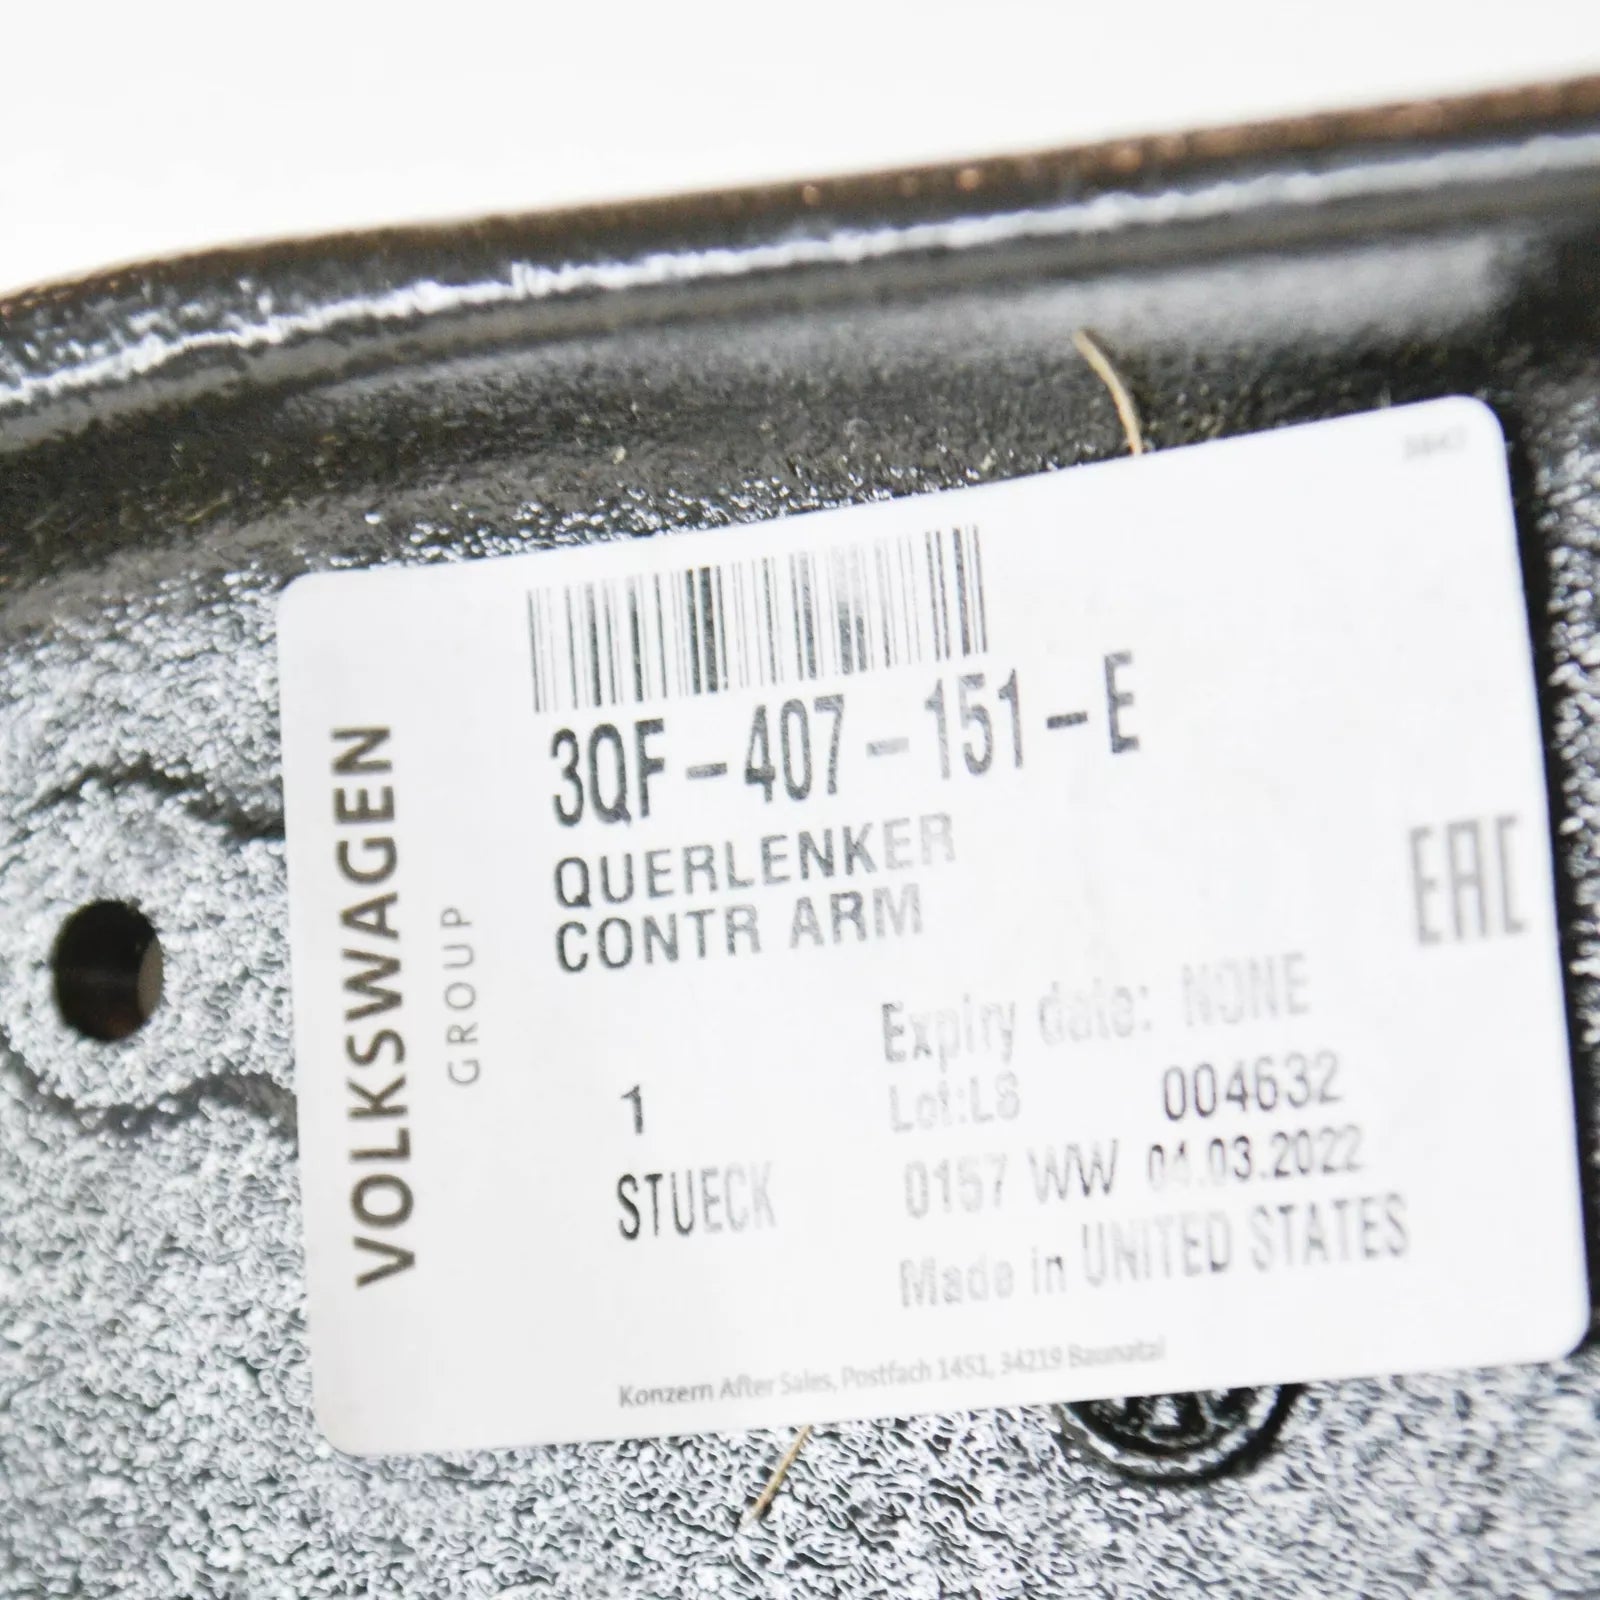 VOLKSWAGEN
GROUP
3QF-407-151-E
QUERLENKER
CONTR ARM
EAC
Expiry date: NONE
1 Lot:LS 004632
STUECK 0157 WW 04.03.2022
Made in UNITED STATES
Konzern After Sales, Postfach 1451, 34219 Baunatal